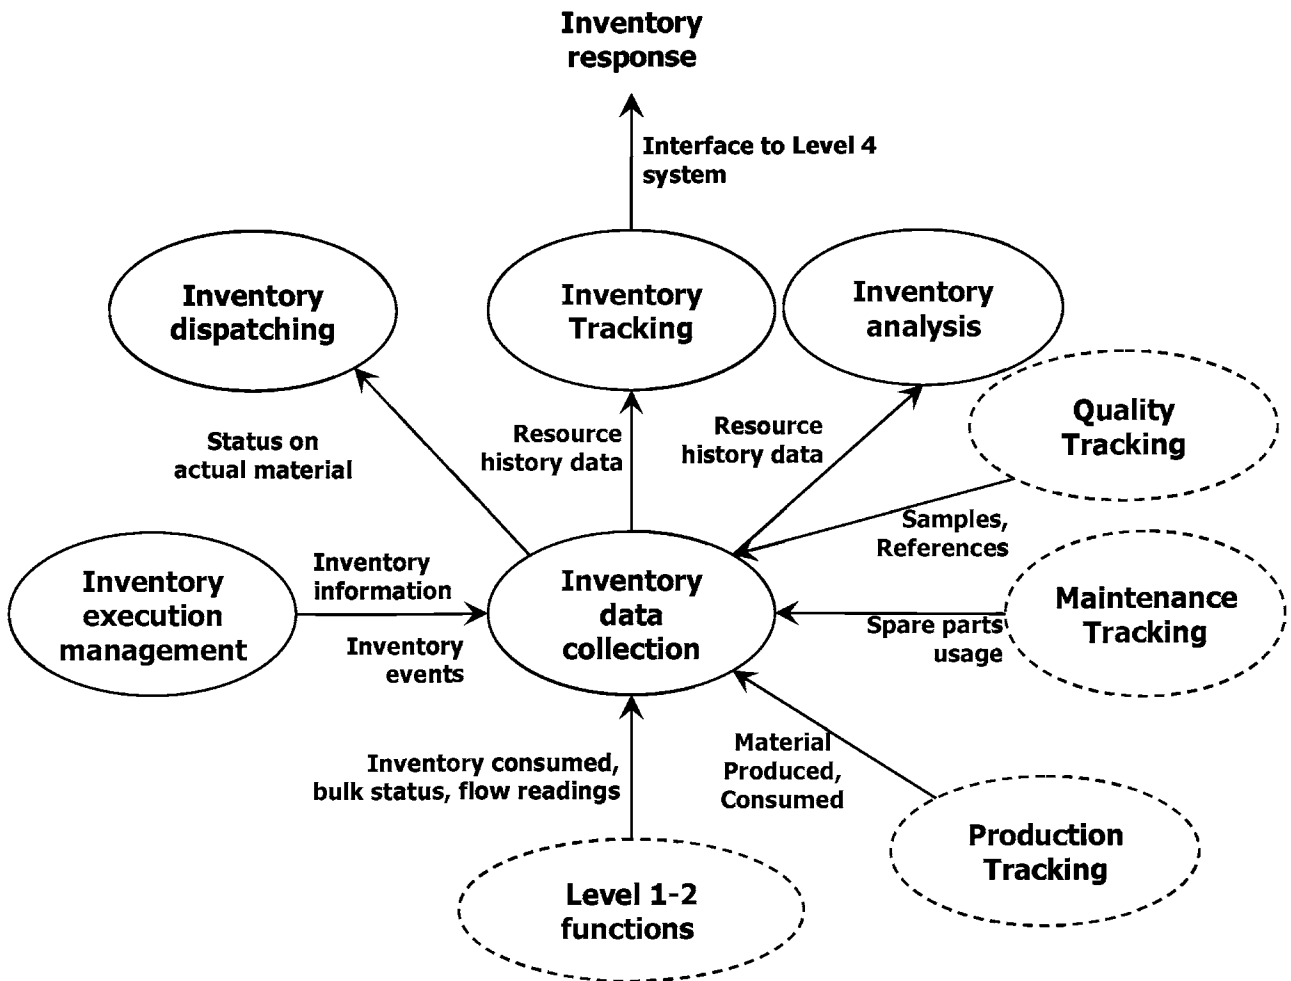 Inventory
response
Interface to Level 4
system
Inventory
dispatching
Inventory
Tracking
Inventory
analysis
Quality
Tracking
Status on
actual material
Resource
history data
Resource
history data
Samples,
References
Inventory
execution
management
Inventory
information
Inventory
events
Inventory
data
collection
Spare parts
usage
Maintenance
Tracking
Inventory consumed,
bulk status, flow readings
Material
Produced,
Consumed
Production
Tracking
Level 1-2
functions